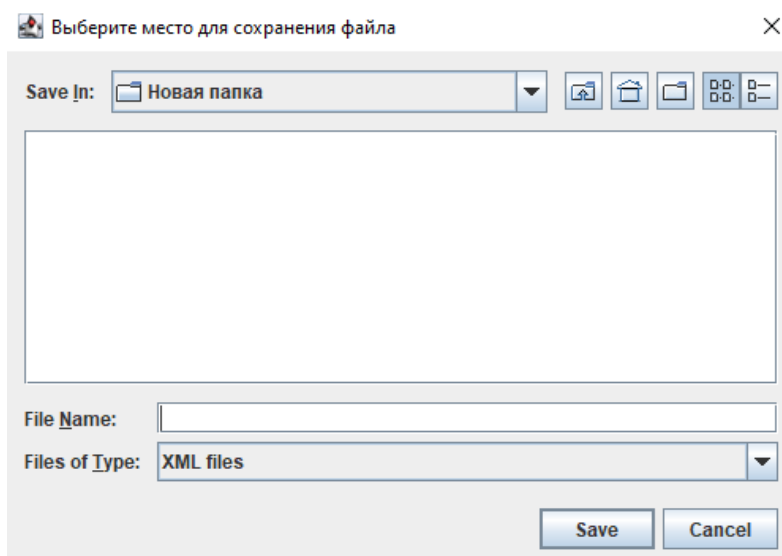 Выберите место для сохранения файла
Save In: Новая папка
File Name:
Files of Type: XML files
Save Cancel